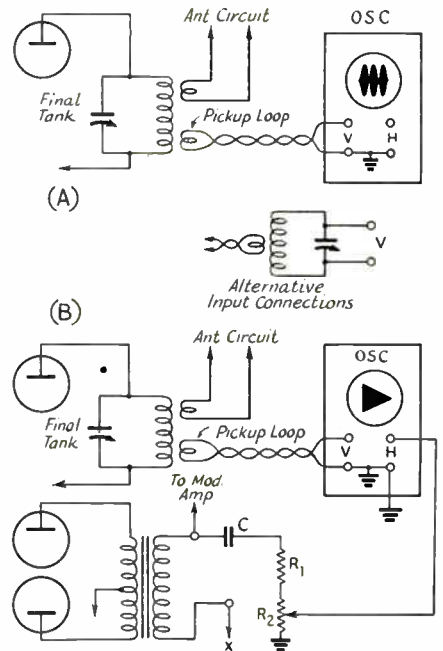 Ant Circuit
OSC
Final
Tank
Pickup Loop
V H
(A)
V
Alternative
Input Connections
(B)
Ant Circuit
OSC
Final
Tank
Pickup Loop
V H
To Mod.
Amp
C
R1
R2
X